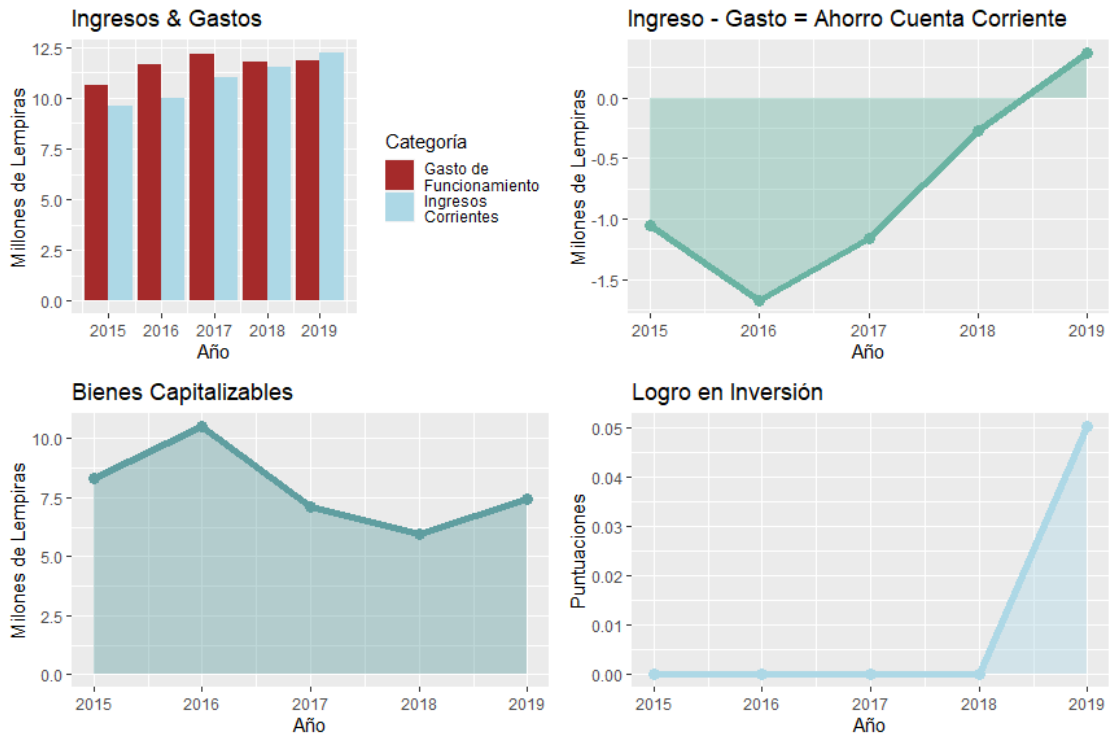 Ingresos & Gastos
Millones de Lempiras
12.5
10.0
7.5
5.0
2.5
0.0
2015 2016 2017 2018 2019
Año
Categoría
Gasto de
Funcionamiento
Ingresos
Corrientes
Ingreso - Gasto = Ahorro Cuenta Corriente
Milones de Lempiras
0.0
-0.5
-1.0
-1.5
2015 2016 2017 2018 2019
Año
Bienes Capitalizables
Milones de Lempiras
10.0
7.5
5.0
2.5
0.0
2015 2016 2017 2018 2019
Año
Logro en Inversión
Puntuaciones
0.05
0.04
0.03
0.02
0.01
0.00
2015 2016 2017 2018 2019
Año